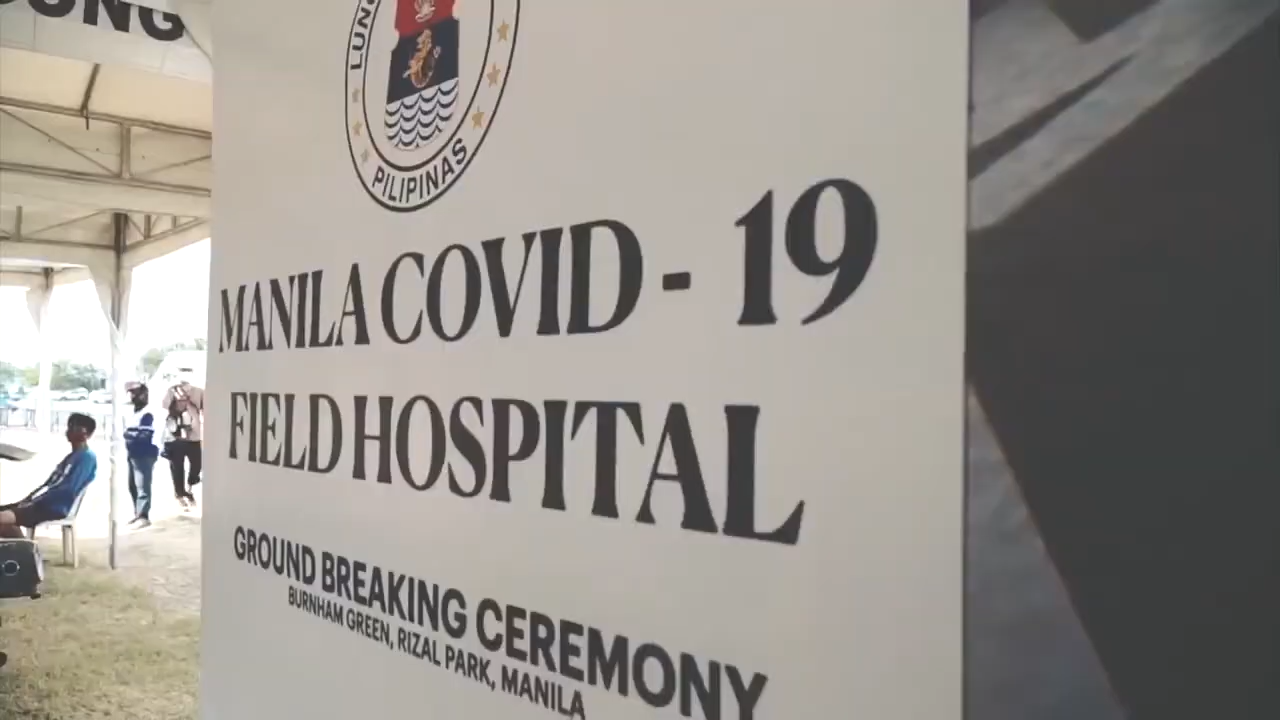 PILIPINAS
MANILA COVID - 19
FIELD HOSPITAL
GROUND BREAKING CEREMONY
BURNHAM GREEN, RIZAL PARK, MANILA